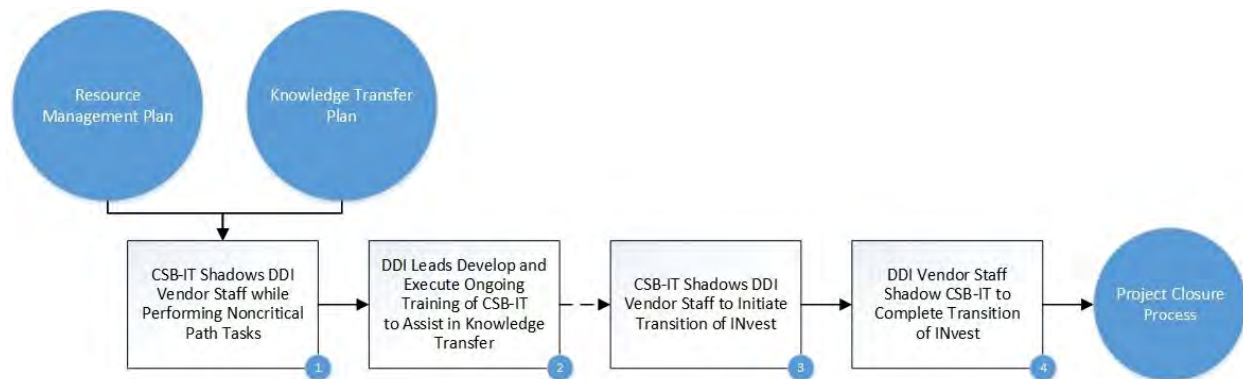 Resource
Management Plan
Knowledge Transfer
Plan
CSB-IT Shadows DDI
Vendor Staff while
Performing Noncritical
Path Tasks
1
DDI Leads Develop and
Execute Ongoing
Training of CSB-IT
to Assist in Knowledge
Transfer
2
CSB-IT Shadows DDI
Vendor Staff to Initiate
Transition of INvest
3
DDI Vendor Staff
Shadow CSB-IT to
Complete Transition
of INvest
4
Project Closure
Process